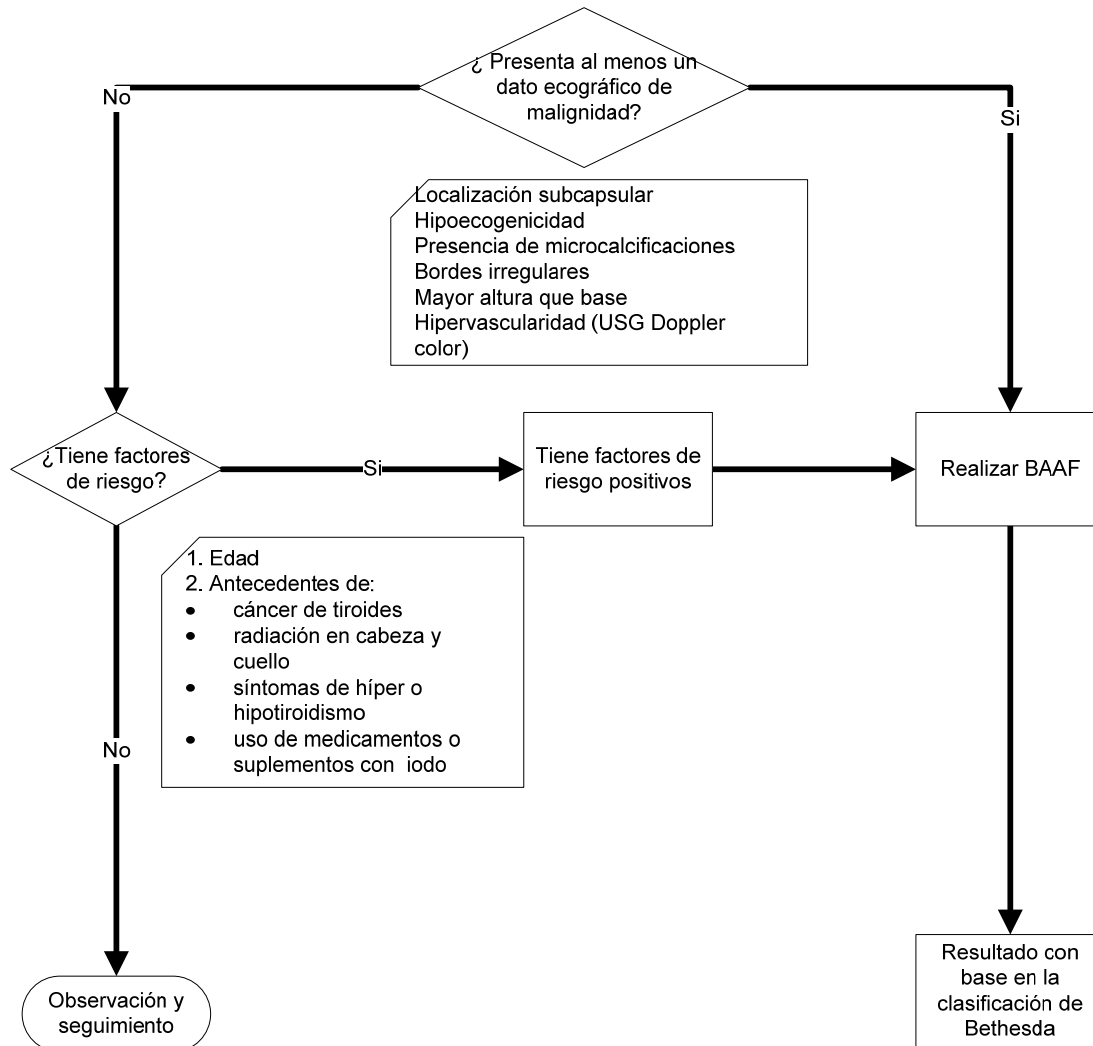 ¿ Presenta al menos un
dato ecográfico de
malignidad?
No
Si
Localización subcapsular
Hipoecogenicidad
Presencia de microcalcificaciones
Bordes irregulares
Mayor altura que base
Hipervascularidad (USG Doppler
color)
¿Tiene factores
de riesgo?
Si
Tiene factores de
riesgo positivos
Realizar BAAF
1. Edad
2. Antecedentes de:
• cáncer de tiroides
• radiación en cabeza y
cuello
• síntomas de híper o
hipotiroidismo
• uso de medicamentos o
suplementos con iodo
No
Observación y
seguimiento
Resultado con
base en la
clasificación de
Bethesda